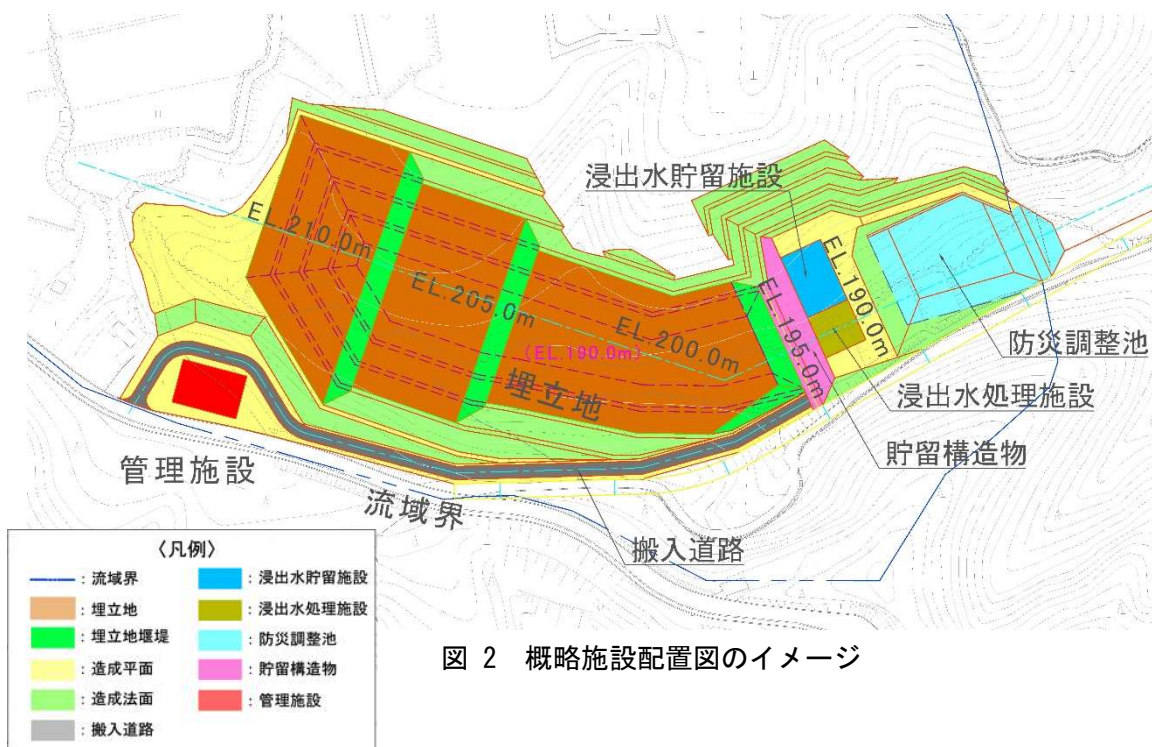 浸出水貯留施設
EL.210.0m
EL.205.0m
EL.200.0m
(EL.190.0m)
EL.195.0m
EL.190.0m
埋立地
防災調整池
浸出水処理施設
貯留構造物
管理施設
流域界
搬入道路
〈凡例〉
：流域界
：埋立地
：埋立地堰堤
：造成平面
：造成法面
：搬入道路
：浸出水貯留施設
：浸出水処理施設
：防災調整池
：貯留構造物
：管理施設
図 2 概略施設配置図のイメージ